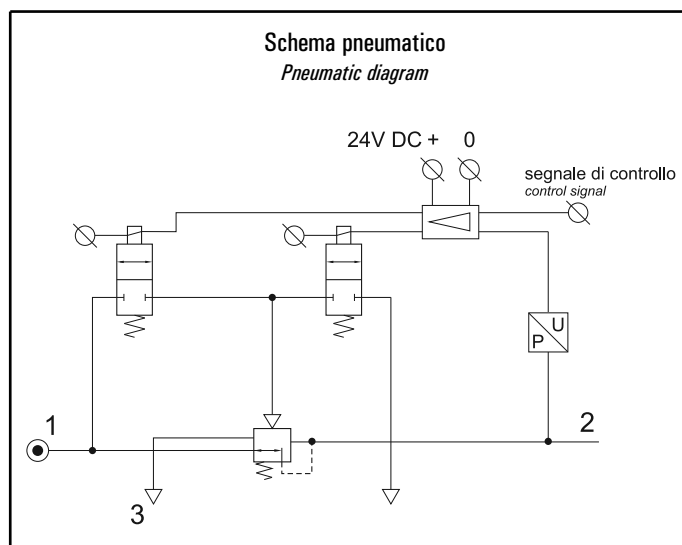 Schema pneumatico
Pneumatic diagram
24V DC + 0
segnale di controllo
control signal
U
P
1
2
3